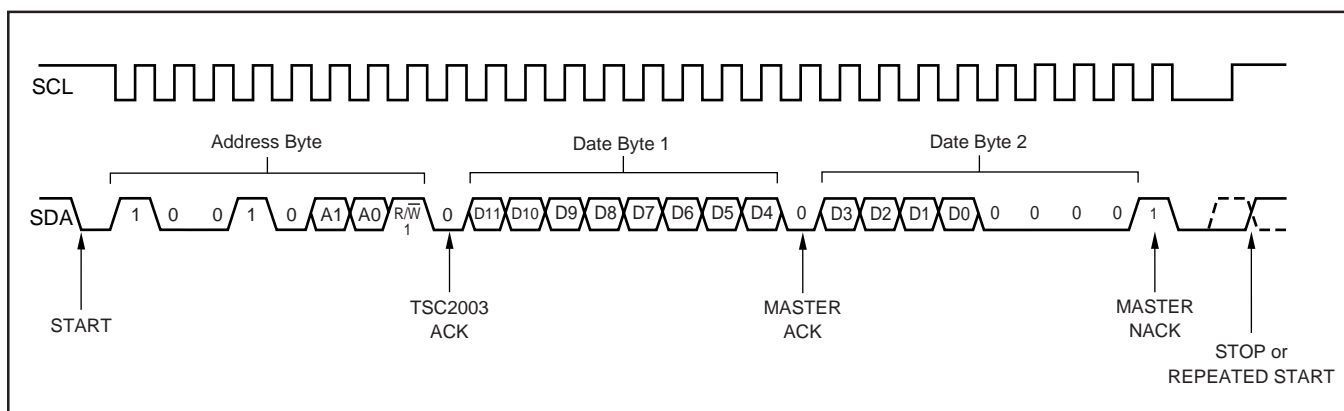 SCL
Address Byte
Date Byte 1
Date Byte 2
SDA
1 0 0 1 0 A1 A0 R/W̅ 1 0 D11 D10 D9 D8 D7 D6 D5 D4 0 D3 D2 D1 D0 0 0 0 0 1
START
TSC2003
ACK
MASTER
ACK
MASTER
NACK
STOP or
REPEATED START